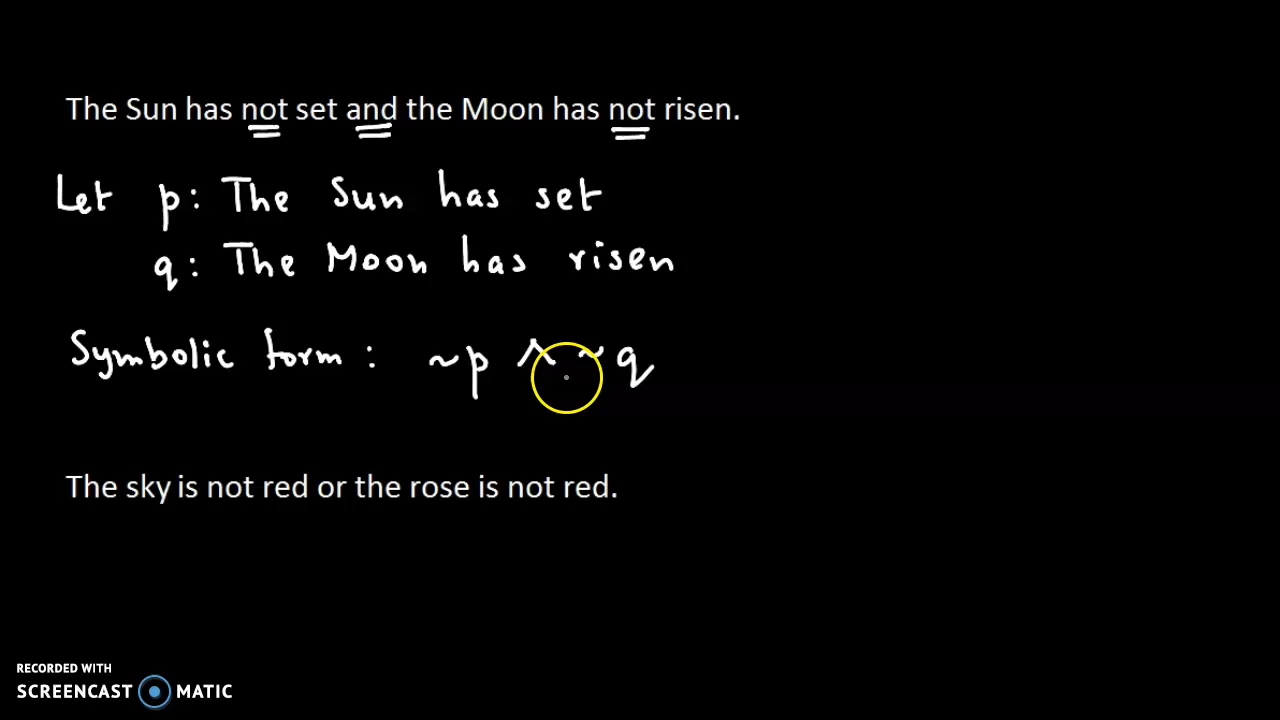 The Sun has not set and the Moon has not risen.
Let p: The Sun has set
q: The Moon has risen
Symbolic form: ~p ∧ ~q
The sky is not red or the rose is not red.
RECORDED WITH
SCREENCAST MATIC